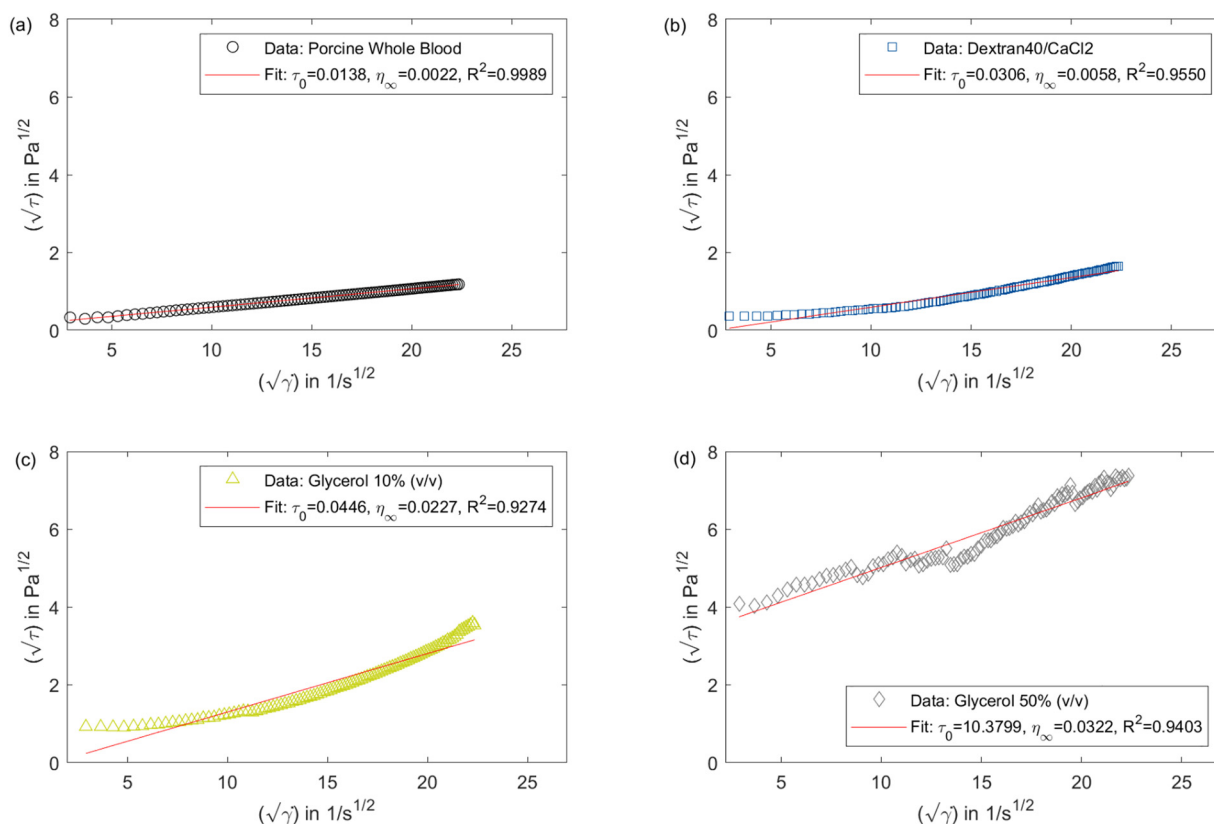 (a)
8
6
4
2
0
(√τ) in Pa^1/2
Data: Porcine Whole Blood
Fit: τ0=0.0138, η∞=0.0022, R²=0.9989
5 10 15 20 25
(√γ̇) in 1/s^1/2
(b)
8
6
4
2
0
(√τ) in Pa^1/2
Data: Dextran40/CaCl2
Fit: τ0=0.0306, η∞=0.0058, R²=0.9550
5 10 15 20 25
(√γ̇) in 1/s^1/2
(c)
8
6
4
2
0
(√τ) in Pa^1/2
Data: Glycerol 10% (v/v)
Fit: τ0=0.0446, η∞=0.0227, R²=0.9274
5 10 15 20 25
(√γ̇) in 1/s^1/2
(d)
8
6
4
2
0
(√τ) in Pa^1/2
Data: Glycerol 50% (v/v)
Fit: τ0=10.3799, η∞=0.0322, R²=0.9403
5 10 15 20 25
(√γ̇) in 1/s^1/2